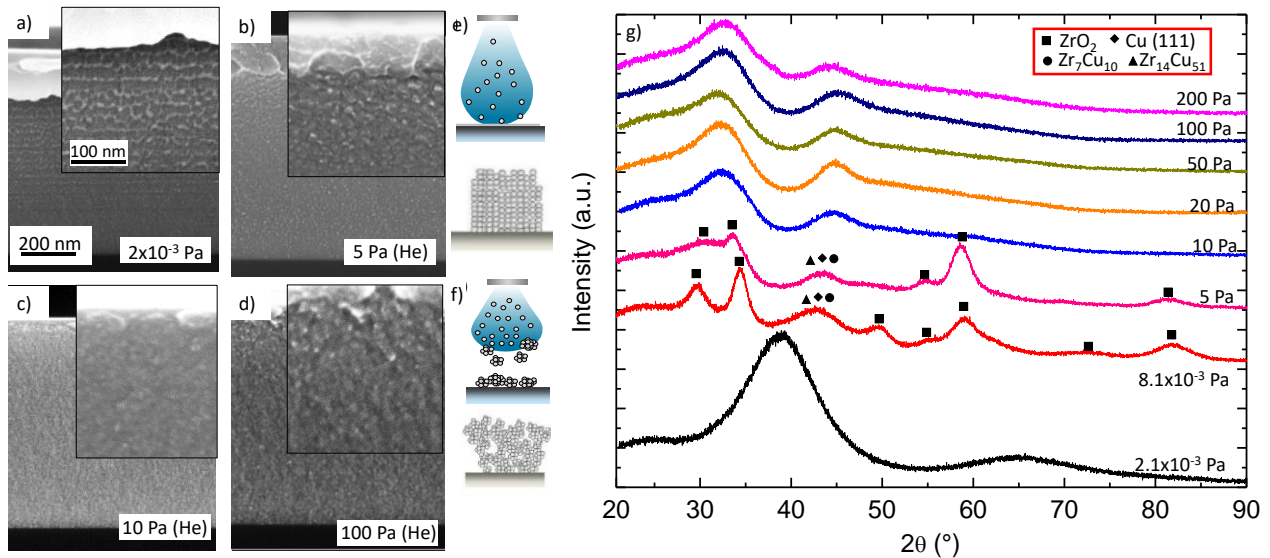 a)
100 nm
200 nm
2x10⁻³ Pa
b)
5 Pa (He)
c)
10 Pa (He)
d)
100 Pa (He)
e)
f)
g)
■ ZrO₂ ◆ Cu (111)
● Zr₇Cu₁₀ ▲ Zr₁₄Cu₅₁
200 Pa
100 Pa
50 Pa
20 Pa
10 Pa
5 Pa
8.1x10⁻³ Pa
2.1x10⁻³ Pa
Intensity (a.u.)
20 30 40 50 60 70 80 90
2θ (°)